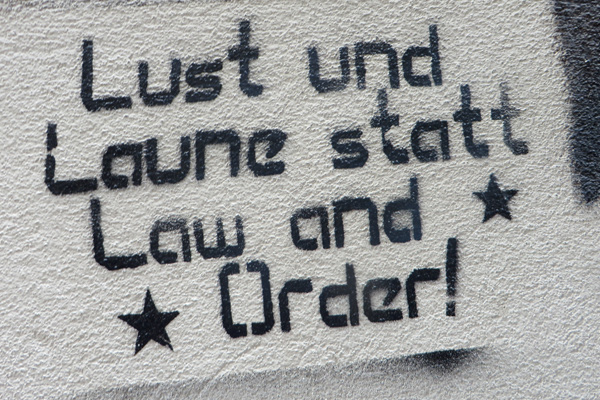 Lust und
Laune statt
Law and
Order!